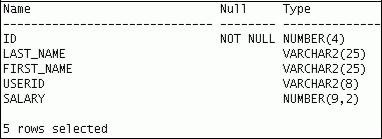 Name Null Type
------------------------------ -------- ------------
ID NOT NULL NUMBER(4)
LAST_NAME VARCHAR2(25)
FIRST_NAME VARCHAR2(25)
USERID VARCHAR2(8)
SALARY NUMBER(9,2)
5 rows selected